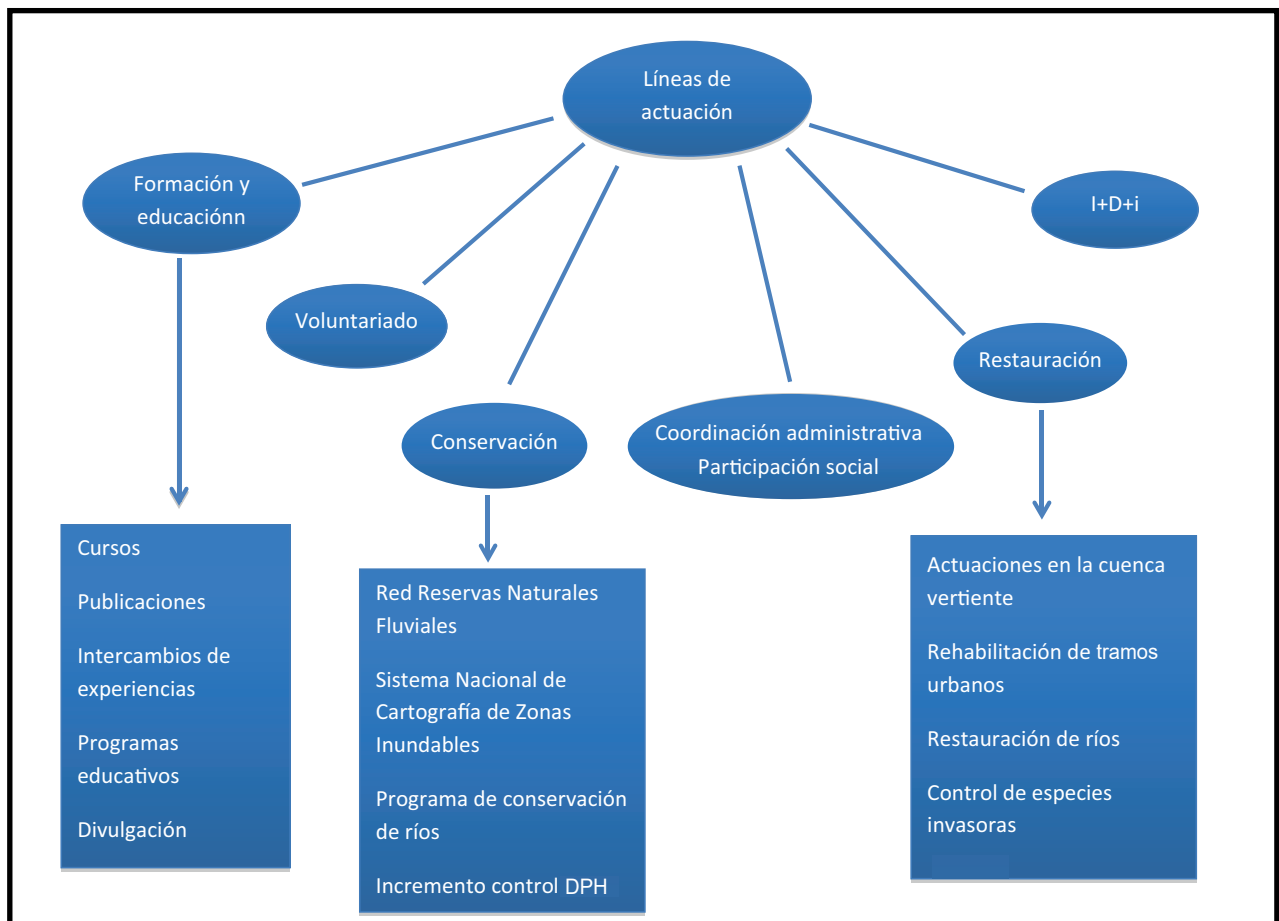 Líneas de
actuación
Formación y
educaciónn
I+D+i
Voluntariado
Restauración
Conservación
Coordinación administrativa
Participación social
Cursos
Publicaciones
Intercambios de
experiencias
Programas
educativos
Divulgación
Red Reservas Naturales
Fluviales
Sistema Nacional de
Cartografía de Zonas
Inundables
Programa de conservación
de ríos
Incremento control DPH
Actuaciones en la cuenca
vertiente
Rehabilitación de tramos
urbanos
Restauración de ríos
Control de especies
invasoras